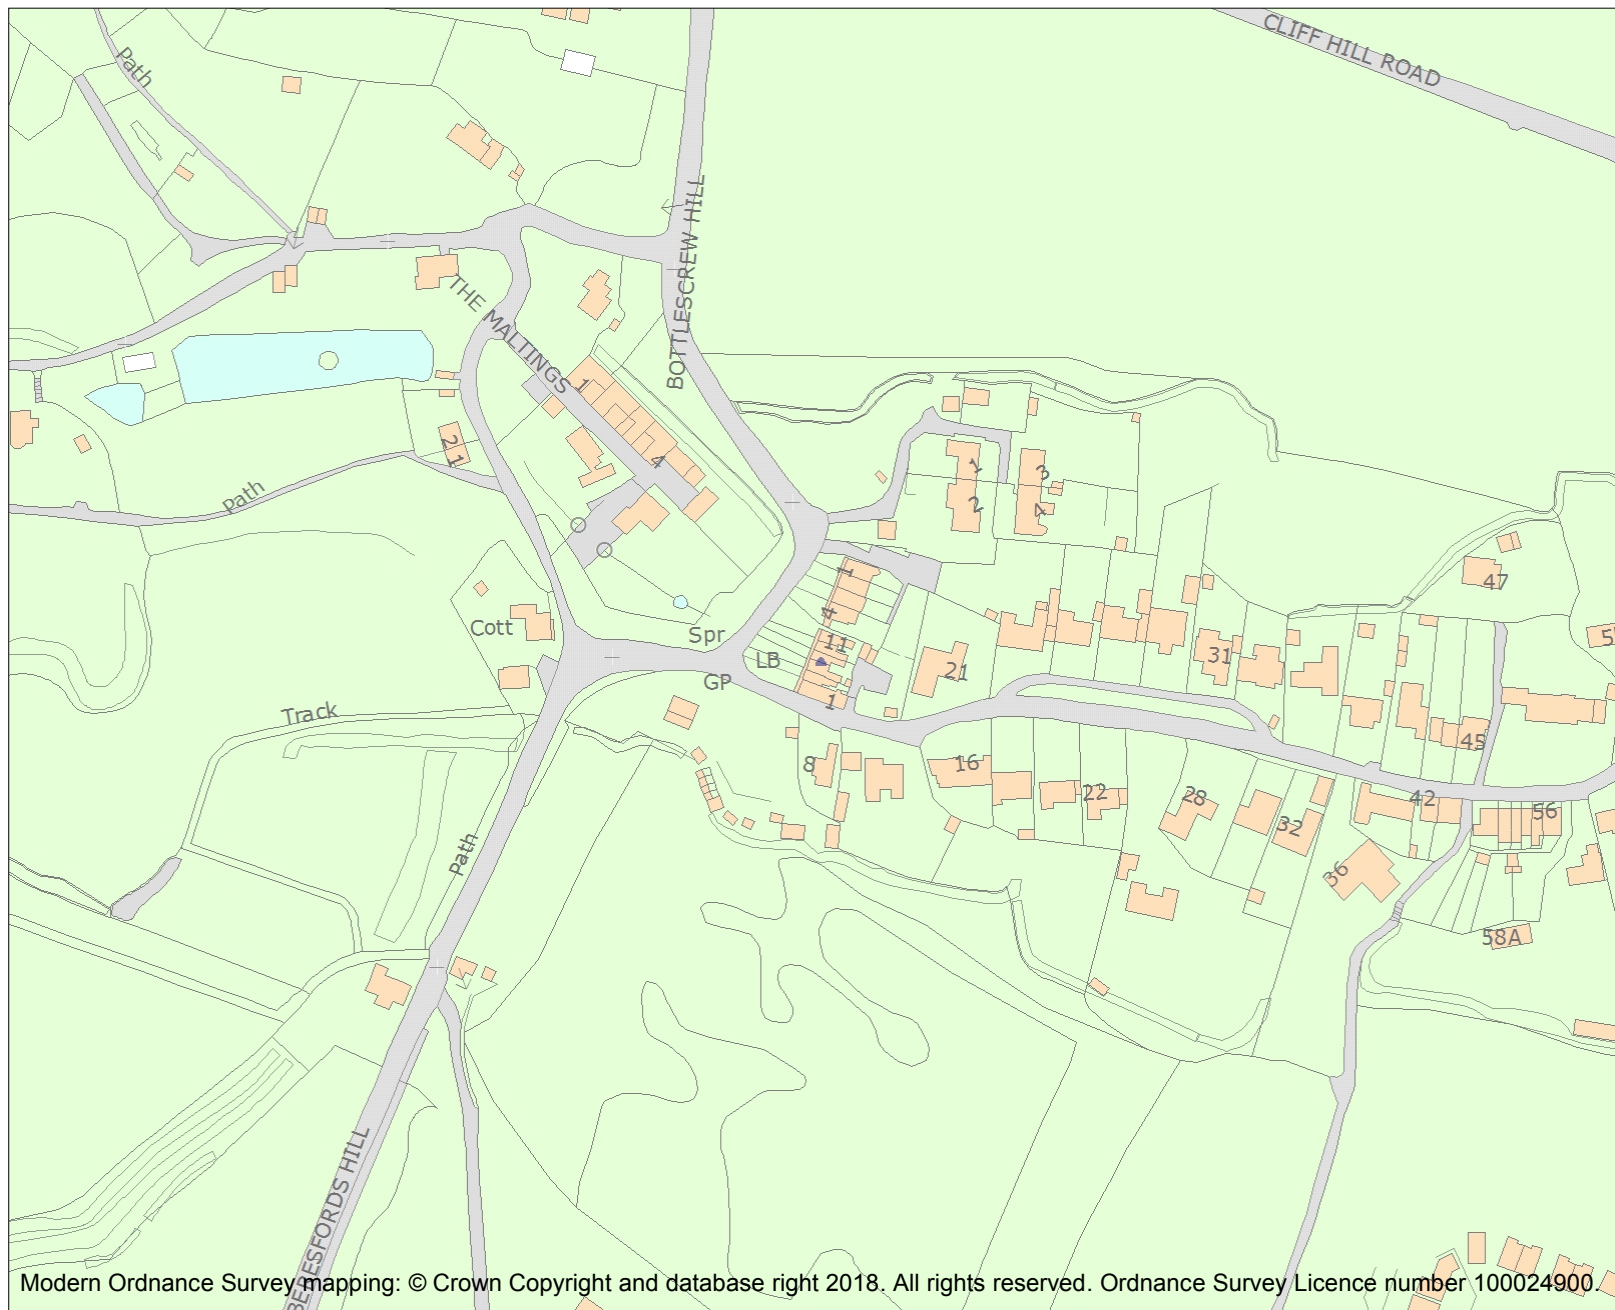 CLIFF HILL ROAD
Path
BOTTLESCREW HILL
THE MALTINGS
1
4
2
1
Path
1
2
3
4
47
1
4
Cott
Spr
LB
11
GP
1
21
31
Track
8
16
22
28
32
45
42
56
36
Path
58A
BERESFORDS HILL
Modern Ordnance Survey mapping: © Crown Copyright and database right 2018. All rights reserved. Ordnance Survey Licence number 100024900.